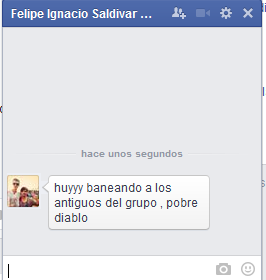 Felipe Ignacio Saldivar ...
hace unos segundos
huyyy baneando a los
antiguos del grupo , pobre
diablo